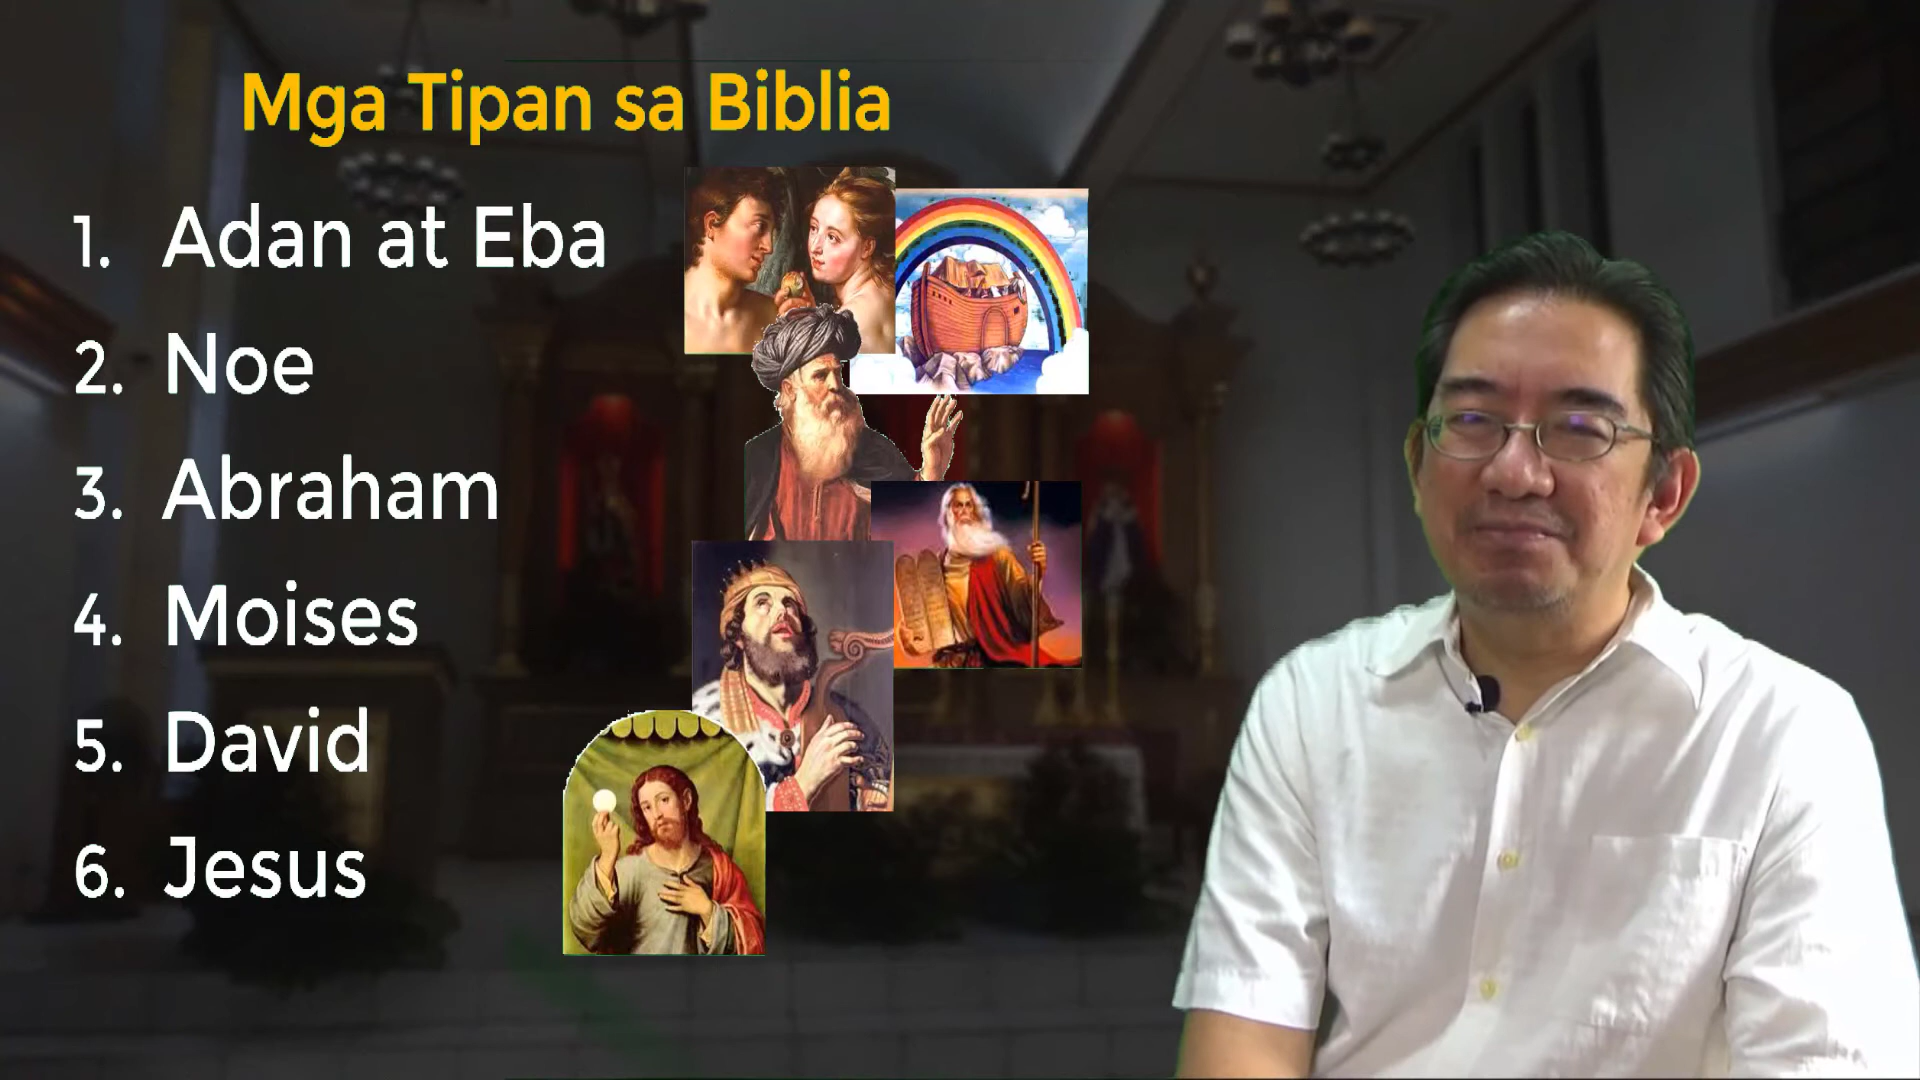 Mga Tipan sa Biblia
1. Adan at Eba
2. Noe
3. Abraham
4. Moises
5. David
6. Jesus